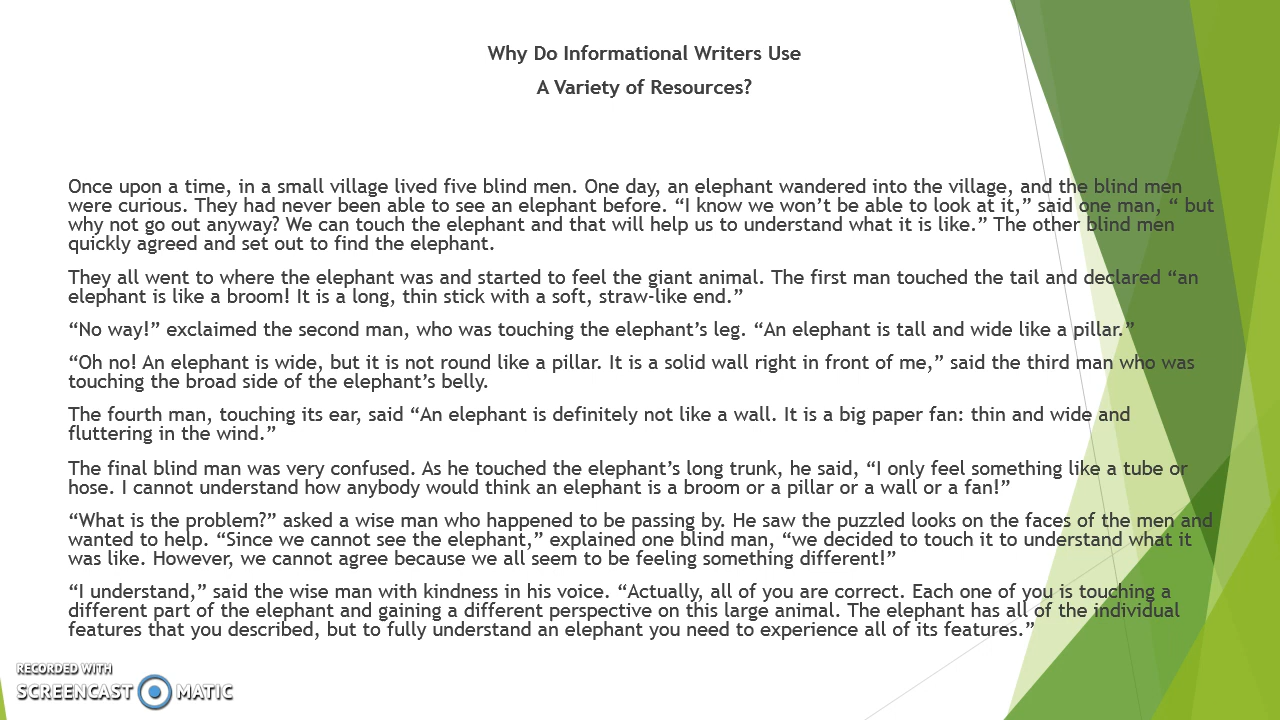 Why Do Informational Writers Use
A Variety of Resources?
Once upon a time, in a small village lived five blind men. One day, an elephant wandered into the village, and the blind men
were curious. They had never been able to see an elephant before. “I know we won’t be able to look at it,” said one man, “ but
why not go out anyway? We can touch the elephant and that will help us to understand what it is like.” The other blind men
quickly agreed and set out to find the elephant.
They all went to where the elephant was and started to feel the giant animal. The first man touched the tail and declared “an
elephant is like a broom! It is a long, thin stick with a soft, straw-like end.”
“No way!” exclaimed the second man, who was touching the elephant’s leg. “An elephant is tall and wide like a pillar.”
“Oh no! An elephant is wide, but it is not round like a pillar. It is a solid wall right in front of me,” said the third man who was
touching the broad side of the elephant’s belly.
The fourth man, touching its ear, said “An elephant is definitely not like a wall. It is a big paper fan: thin and wide and
fluttering in the wind.”
The final blind man was very confused. As he touched the elephant’s long trunk, he said, “I only feel something like a tube or
hose. I cannot understand how anybody would think an elephant is a broom or a pillar or a wall or a fan!”
“What is the problem?” asked a wise man who happened to be passing by. He saw the puzzled looks on the faces of the men and
wanted to help. “Since we cannot see the elephant,” explained one blind man, “we decided to touch it to understand what it
was like. However, we cannot agree because we all seem to be feeling something different!”
“I understand,” said the wise man with kindness in his voice. “Actually, all of you are correct. Each one of you is touching a
different part of the elephant and gaining a different perspective on this large animal. The elephant has all of the individual
features that you described, but to fully understand an elephant you need to experience all of its features.”
RECORDED WITH
SCREENCAST MATIC